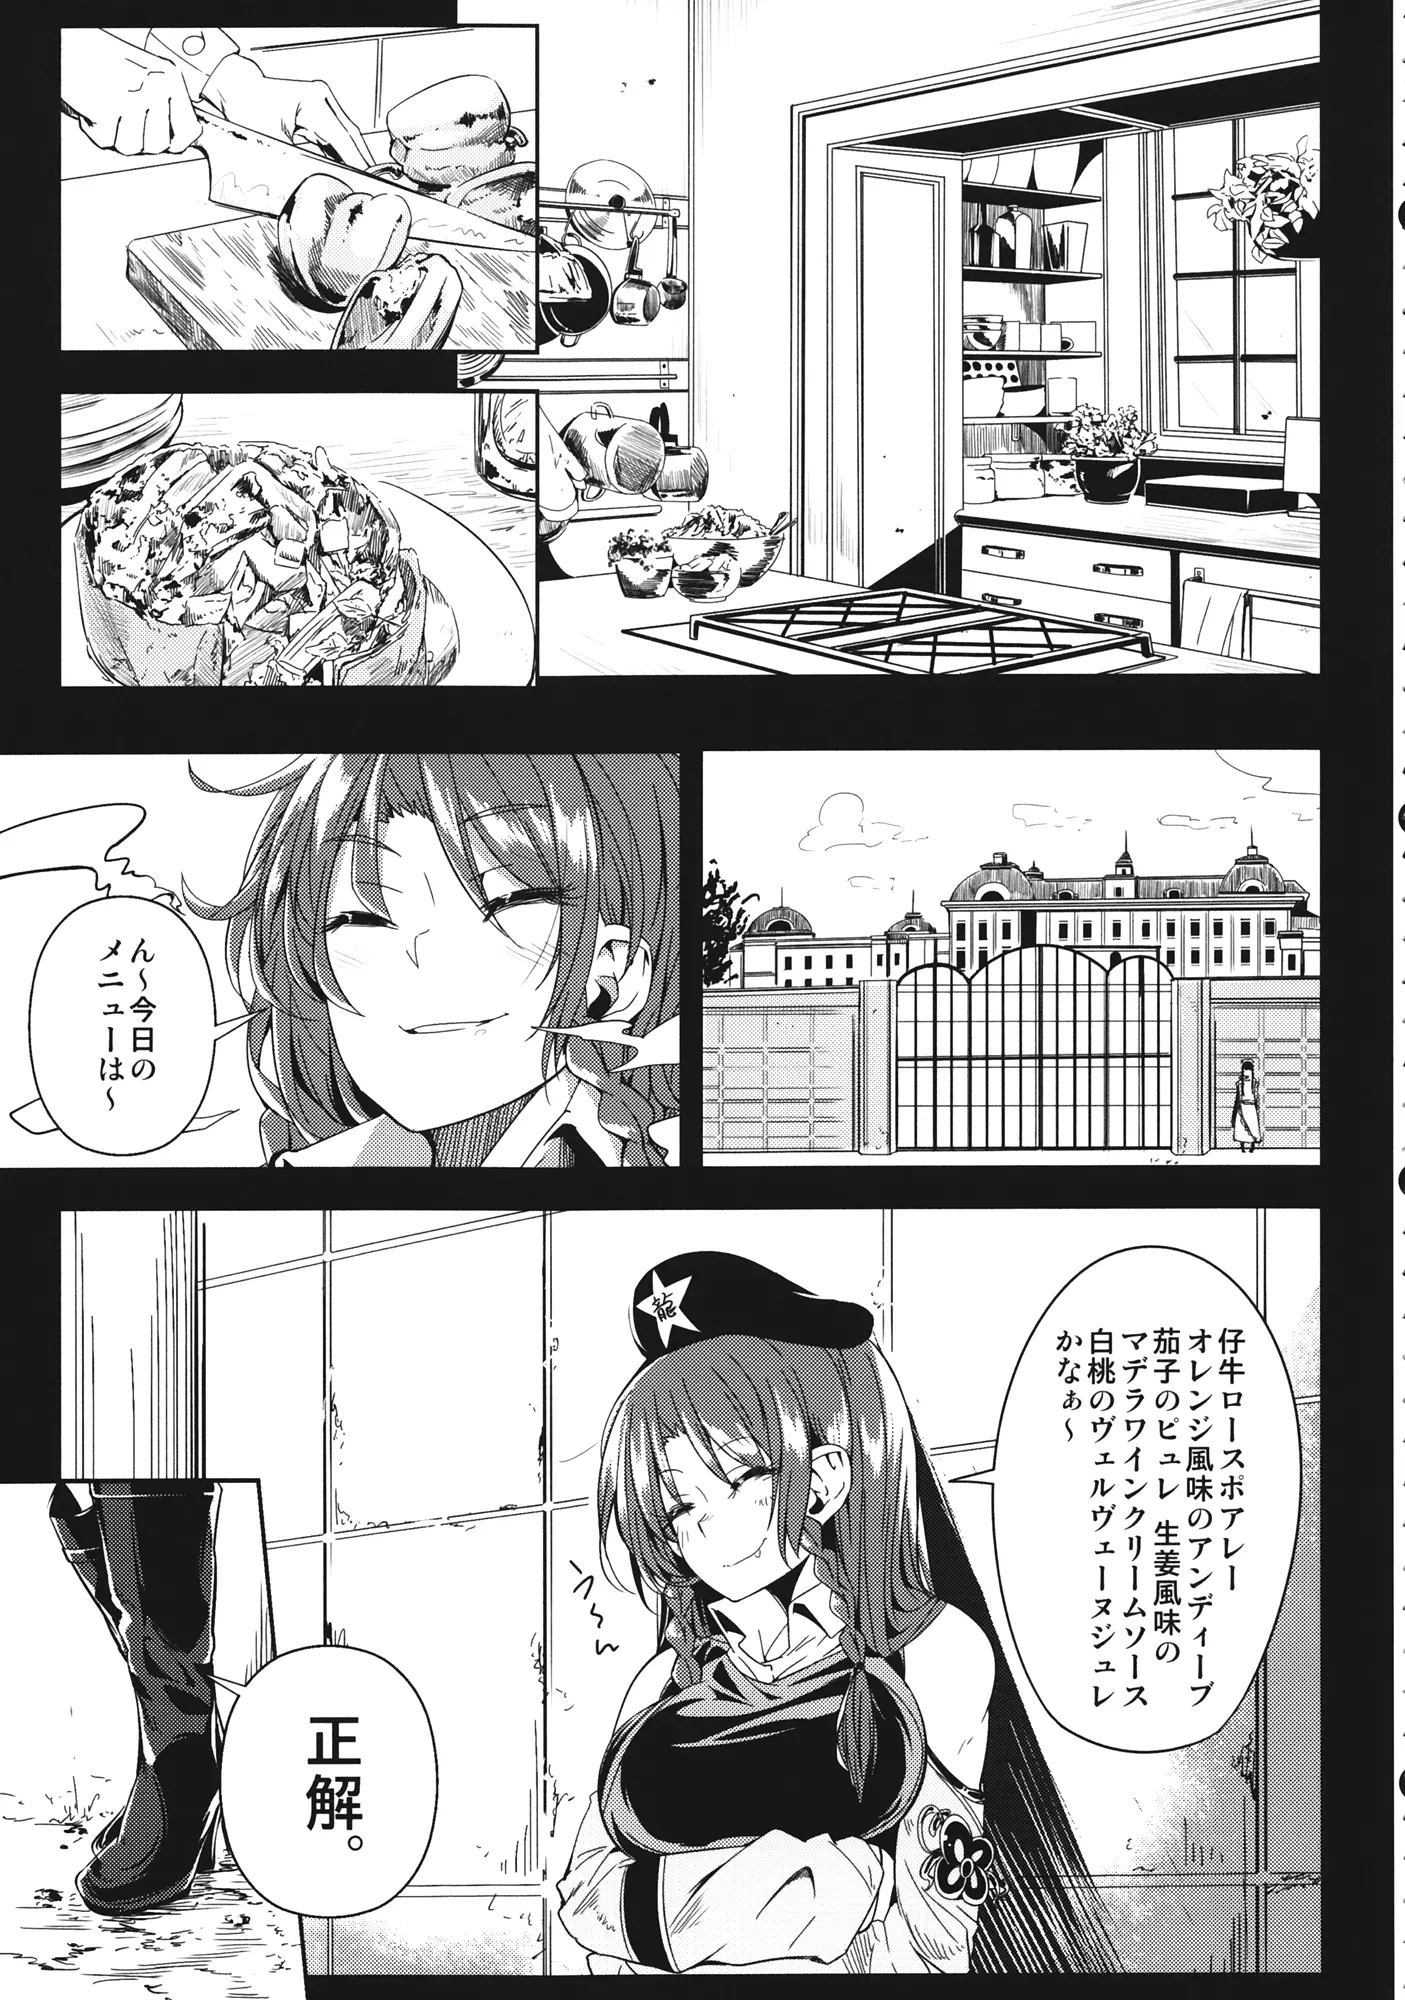 ん～今日の
メニューは～
仔牛ロースポアレー
オレンジ風味のアンディーブ
茄子のピュレ 生姜風味の
マデラワインクリームソース
白桃のヴェルヴェーヌジュレ
かなぁ～
龍
う～ん
正解。